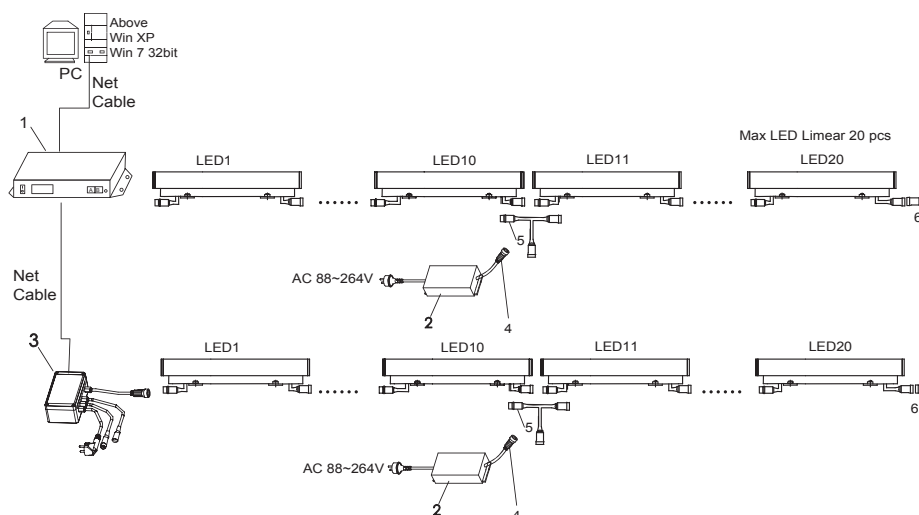 Above
Win XP
Win 7 32bit
PC
Net
Cable
1
Max LED Limear 20 pcs
LED1
LED10
LED11
LED20
A B
6
5
AC 88~264V
2
4
Net
Cable
3
LED1
LED10
LED11
LED20
6
5
AC 88~264V
2
4